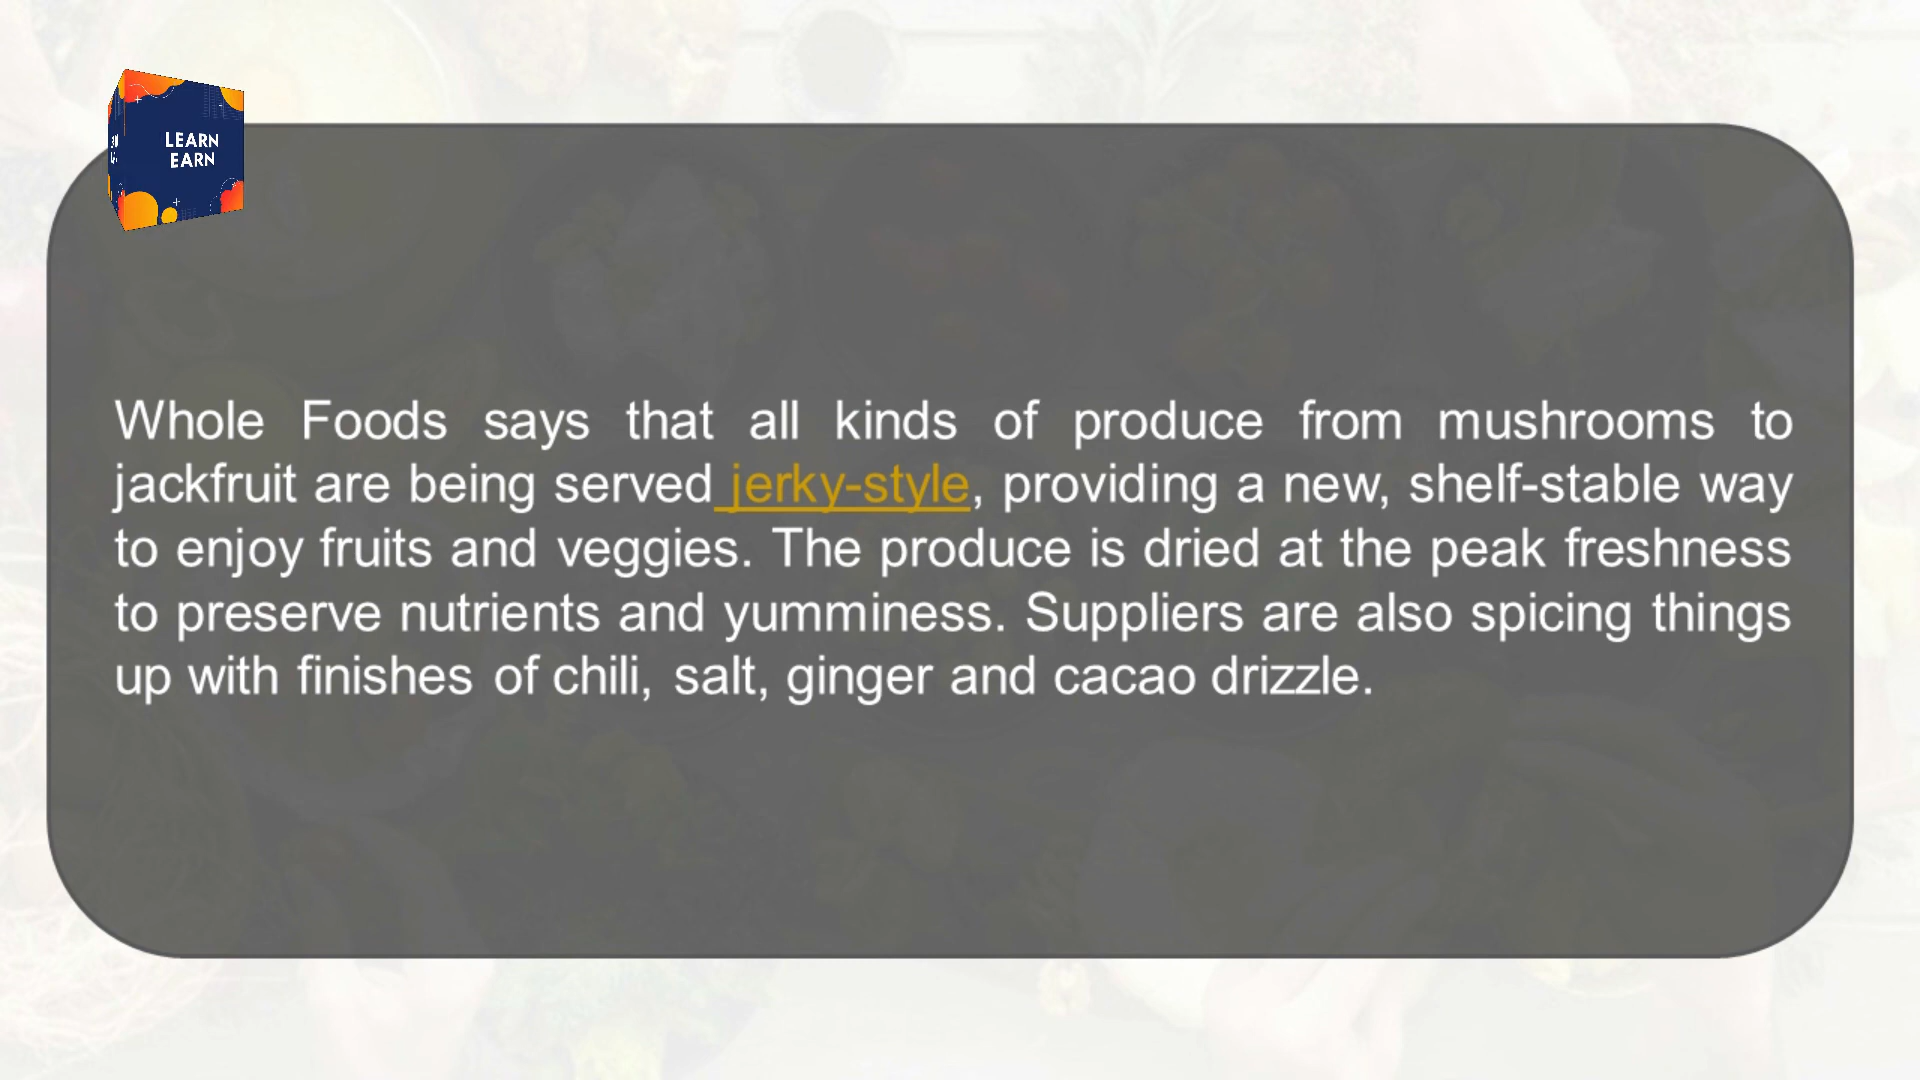 LEARN
EARN
Whole Foods says that all kinds of produce from mushrooms to
jackfruit are being served jerky-style, providing a new, shelf-stable way
to enjoy fruits and veggies. The produce is dried at the peak freshness
to preserve nutrients and yumminess. Suppliers are also spicing things
up with finishes of chili, salt, ginger and cacao drizzle.